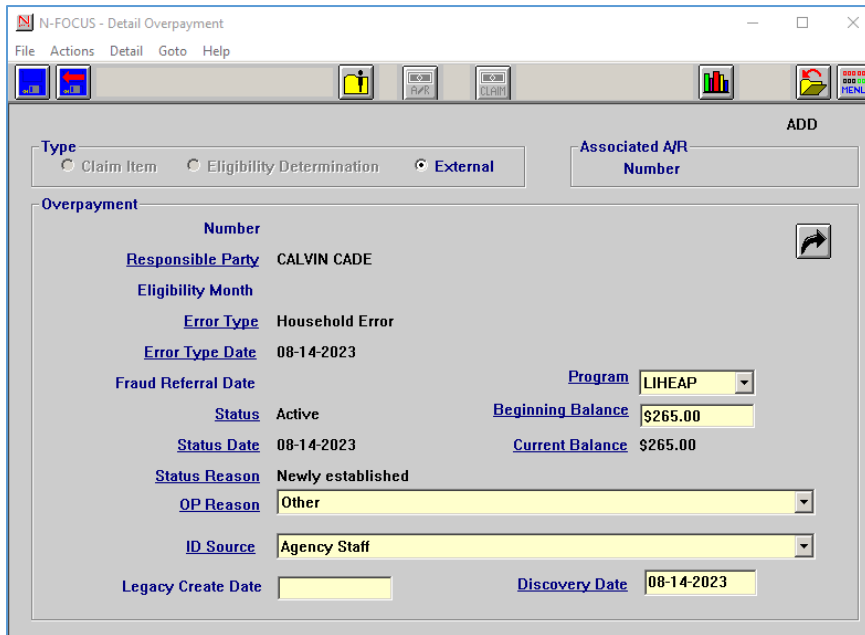 N-FOCUS - Detail Overpayment
File Actions Detail Goto Help
A/R CLAIM
ADD
Type
Claim Item Eligibility Determination External
Associated A/R
Number
Overpayment
Number
Responsible Party CALVIN CADE
Eligibility Month
Error Type Household Error
Error Type Date 08-14-2023
Fraud Referral Date
Program LIHEAP
Status Active
Beginning Balance $265.00
Status Date 08-14-2023
Current Balance $265.00
Status Reason Newly established
OP Reason Other
ID Source Agency Staff
Legacy Create Date
Discovery Date 08-14-2023